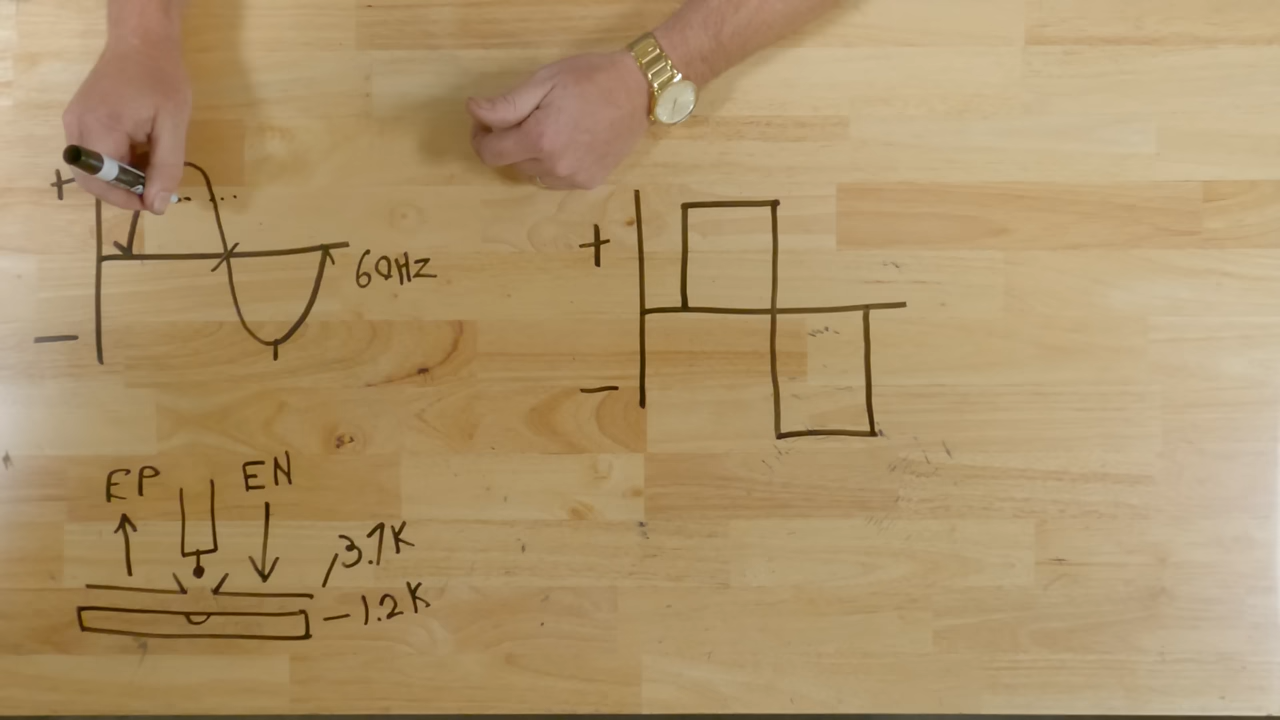 +
60HZ
—
+
—
EP
EN
3.7K
1.2K